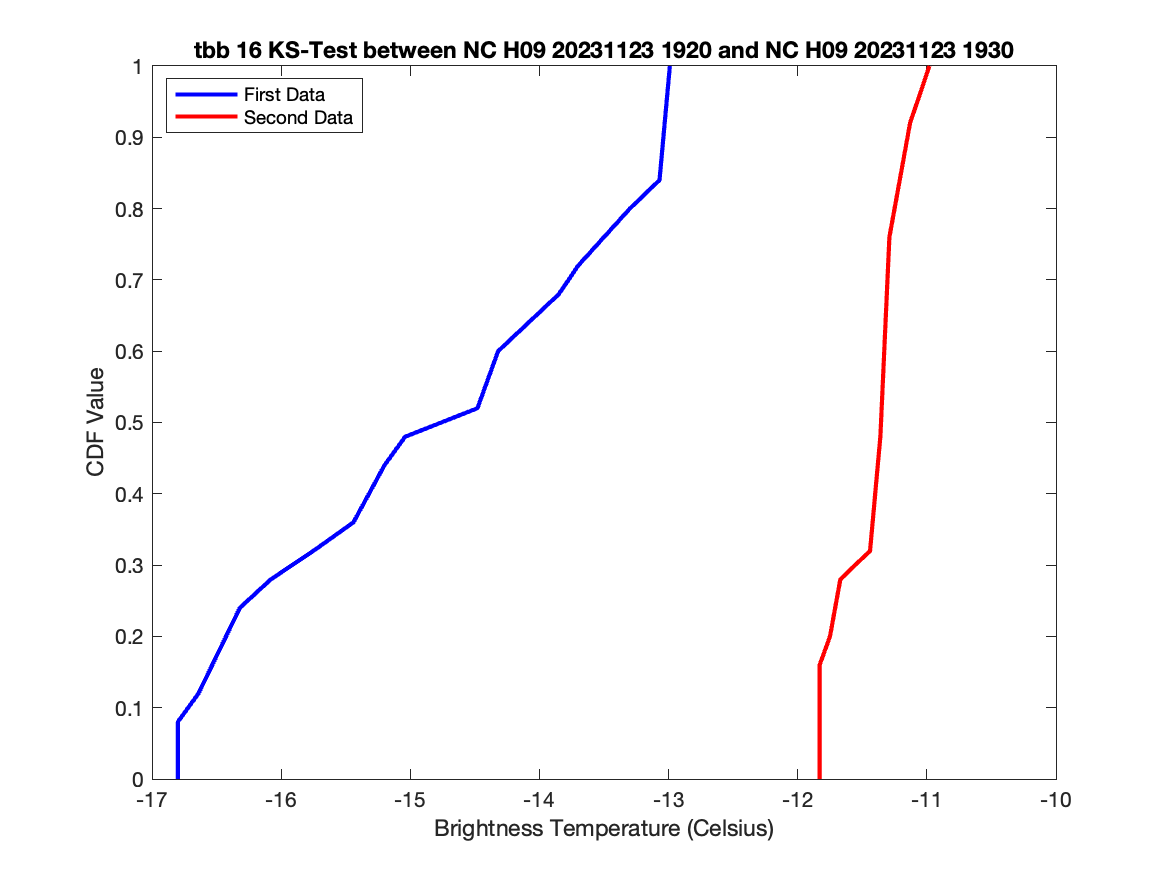 tbb 16 KS-Test between NC H09 20231123 1920 and NC H09 20231123 1930
First Data
Second Data
1
0.9
0.8
0.7
0.6
0.5
0.4
0.3
0.2
0.1
0
CDF Value
-17 -16 -15 -14 -13 -12 -11 -10
Brightness Temperature (Celsius)